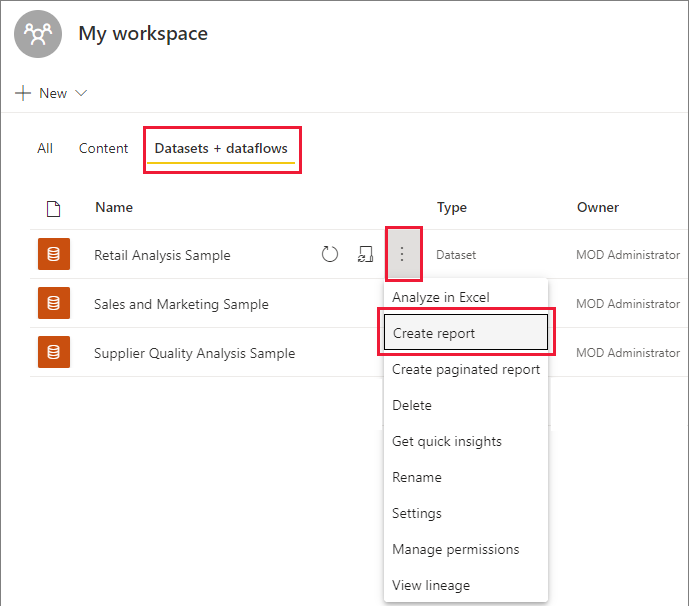 My workspace
New
All Content Datasets + dataflows
Name Type Owner
Retail Analysis Sample Dataset MOD Administrator
Analyze in Excel
Sales and Marketing Sample MOD Administrator
Create report
Supplier Quality Analysis Sample MOD Administrator
Create paginated report
Delete
Get quick insights
Rename
Settings
Manage permissions
View lineage